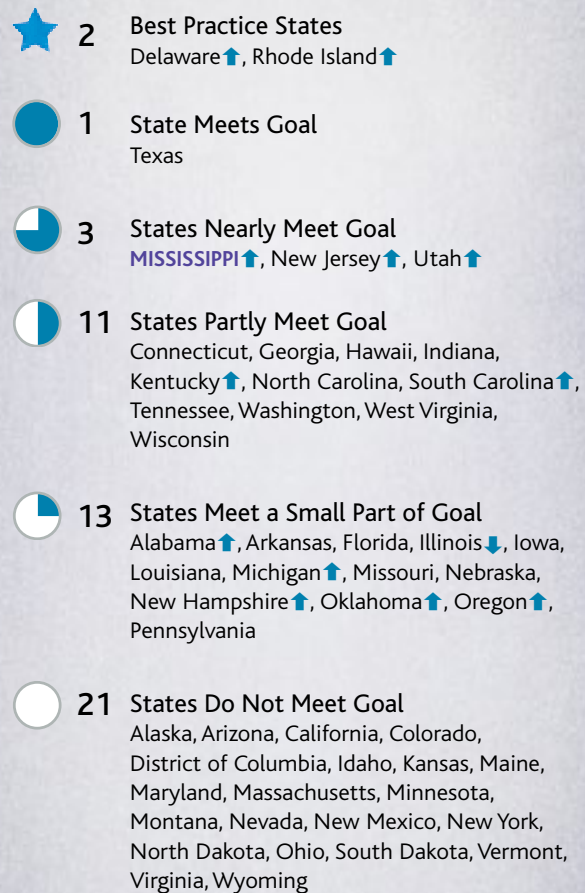 2 Best Practice States
Delaware⬆, Rhode Island⬆
1 State Meets Goal
Texas
3 States Nearly Meet Goal
MISSISSIPPI⬆, New Jersey⬆, Utah⬆
11 States Partly Meet Goal
Connecticut, Georgia, Hawaii, Indiana,
Kentucky⬆, North Carolina, South Carolina⬆,
Tennessee, Washington, West Virginia,
Wisconsin
13 States Meet a Small Part of Goal
Alabama⬆, Arkansas, Florida, Illinois⬇, Iowa,
Louisiana, Michigan⬆, Missouri, Nebraska,
New Hampshire⬆, Oklahoma⬆, Oregon⬆,
Pennsylvania
21 States Do Not Meet Goal
Alaska, Arizona, California, Colorado,
District of Columbia, Idaho, Kansas, Maine,
Maryland, Massachusetts, Minnesota,
Montana, Nevada, New Mexico, New York,
North Dakota, Ohio, South Dakota, Vermont,
Virginia, Wyoming